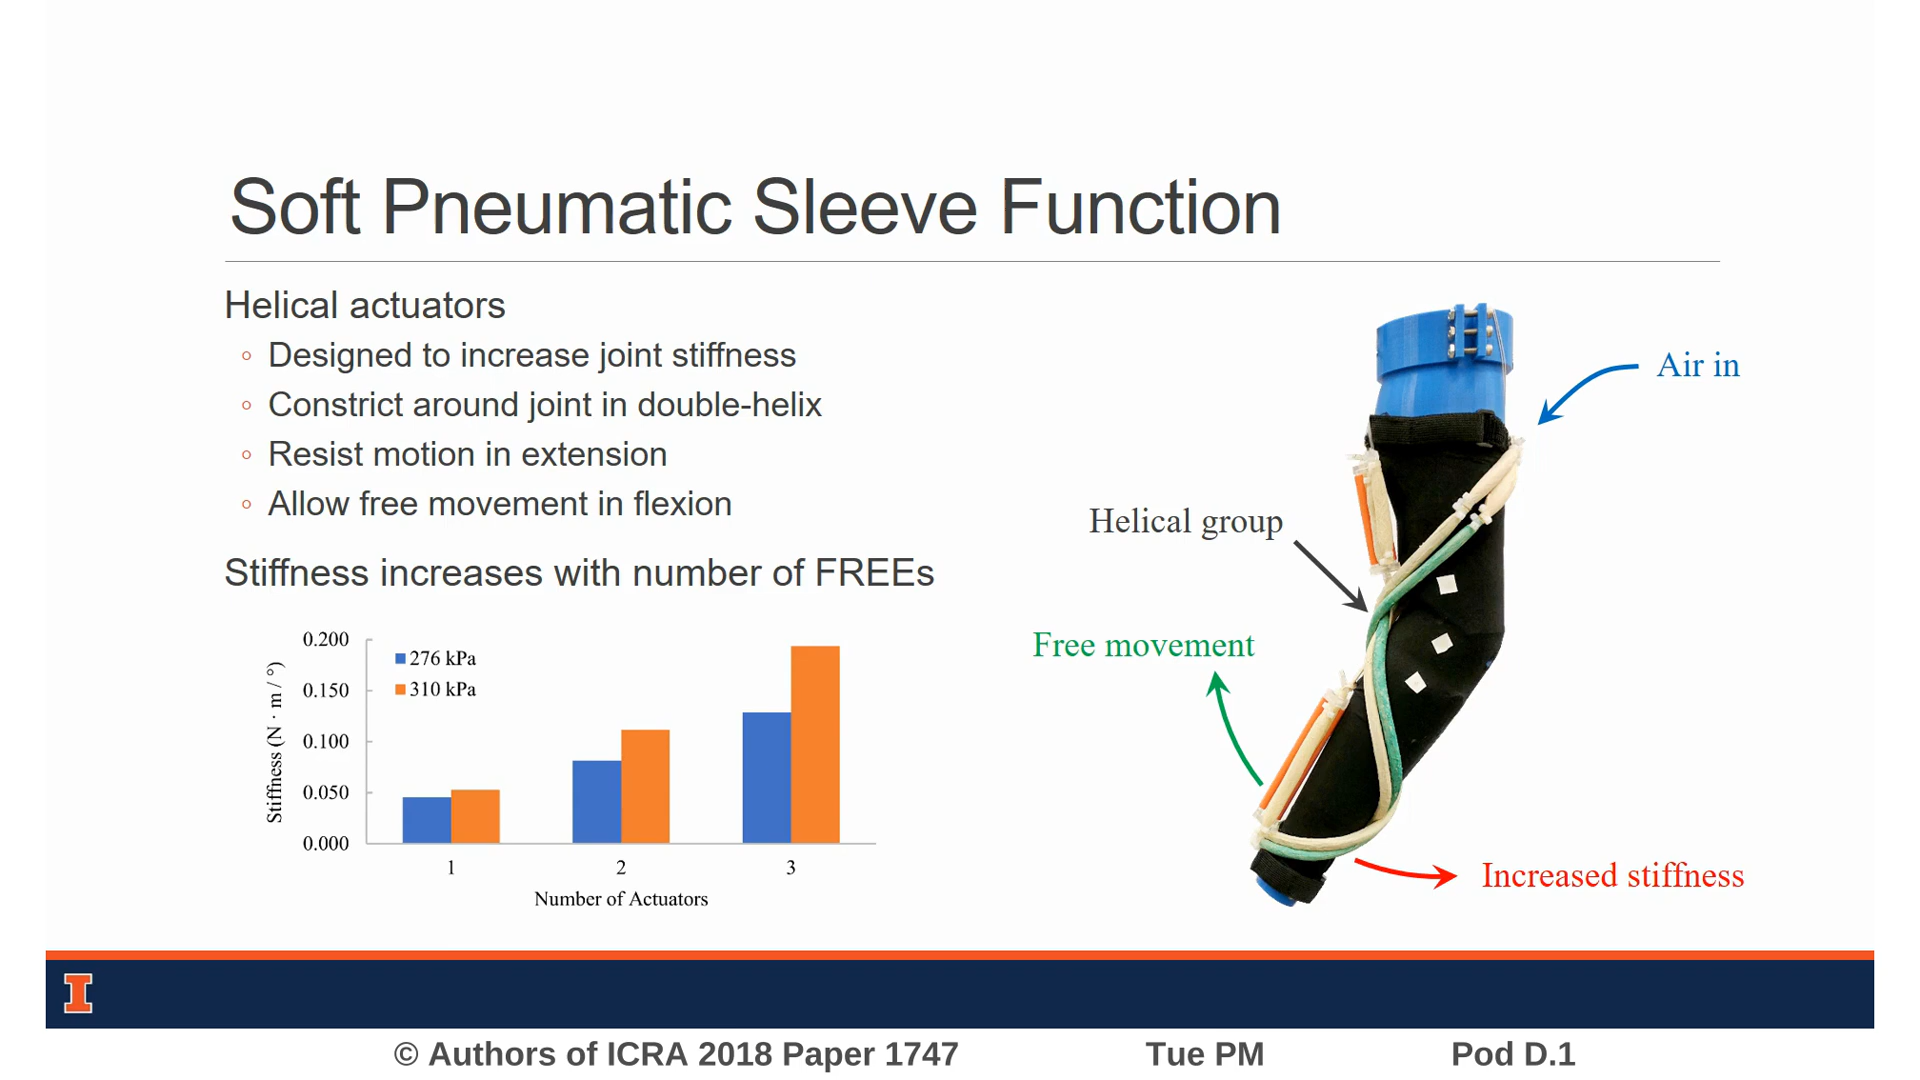 Soft Pneumatic Sleeve Function
Helical actuators
◦ Designed to increase joint stiffness
◦ Constrict around joint in double-helix
◦ Resist motion in extension
◦ Allow free movement in flexion
Stiffness increases with number of FREEs
Stiffness (N · m / °)
0.200
0.150
0.100
0.050
0.000
276 kPa
310 kPa
1 2 3
Number of Actuators
Air in
Helical group
Free movement
Increased stiffness
I
© Authors of ICRA 2018 Paper 1747 Tue PM Pod D.1